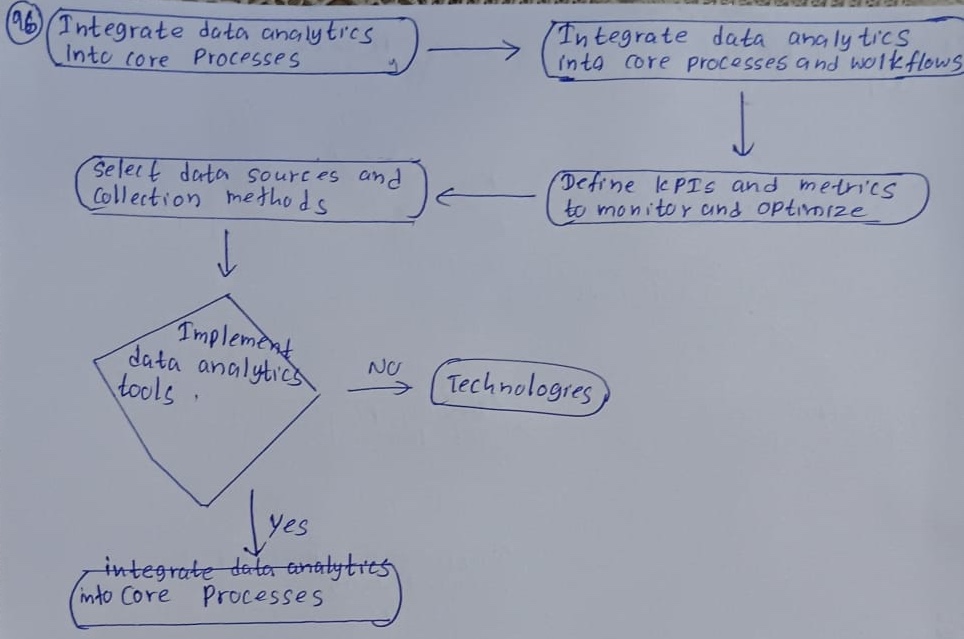 96
Integrate data analytics
Into core Processes
Integrate data analytics
into core processes and wolkflows
Define KPIs and metrics
to monitor and optimize
Select data sources and
Collection methods
Implement
data analytics
tools.
NO
Technologies
Yes
integrate data analytics
into Core Processes